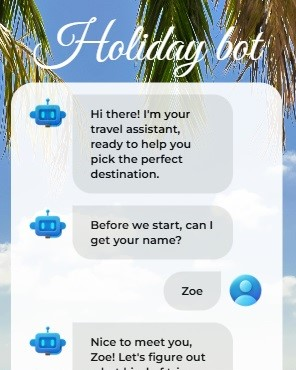 Holiday bot
Hi there! I'm your
travel assistant,
ready to help you
pick the perfect
destination.
Before we start, can I
get your name?
Zoe
Nice to meet you,
Zoe! Let's figure out